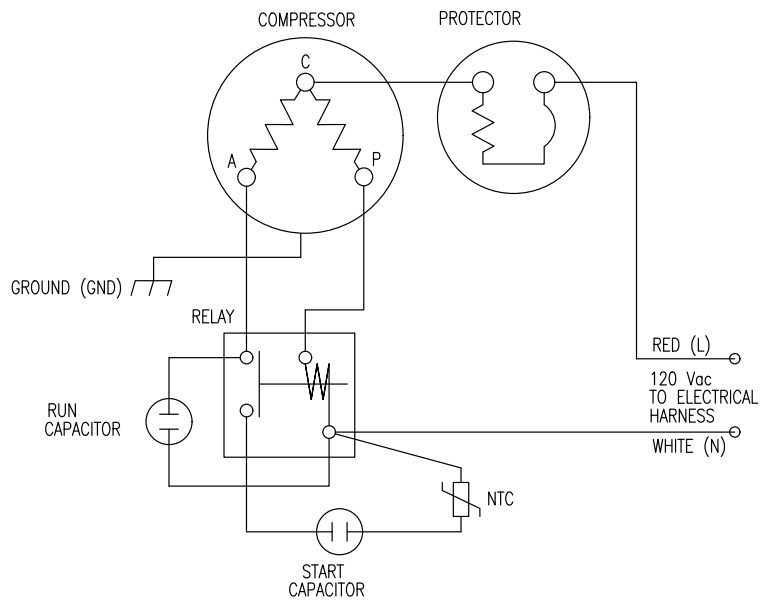 COMPRESSOR
PROTECTOR
C
A
P
GROUND (GND)
RELAY
RED (L)
120 Vac
TO ELECTRICAL
HARNESS
WHITE (N)
RUN
CAPACITOR
NTC
START
CAPACITOR